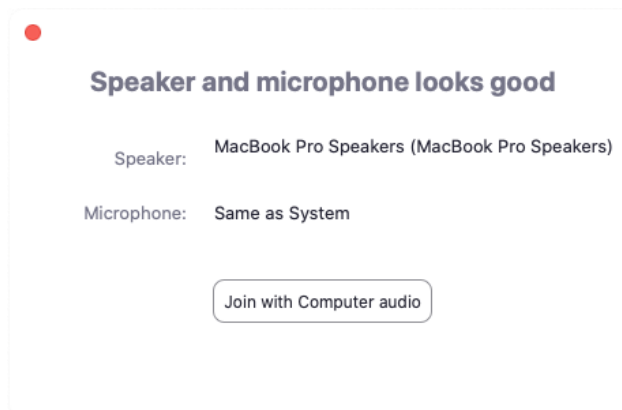 Speaker and microphone looks good
Speaker: MacBook Pro Speakers (MacBook Pro Speakers)
Microphone: Same as System
Join with Computer audio